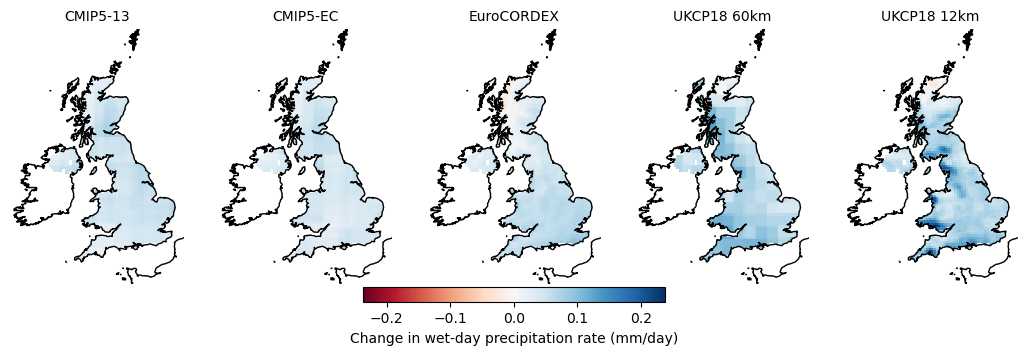 CMIP5-13 CMIP5-EC EuroCORDEX UKCP18 60km UKCP18 12km
−0.2 −0.1 0.0 0.1 0.2
Change in wet-day precipitation rate (mm/day)